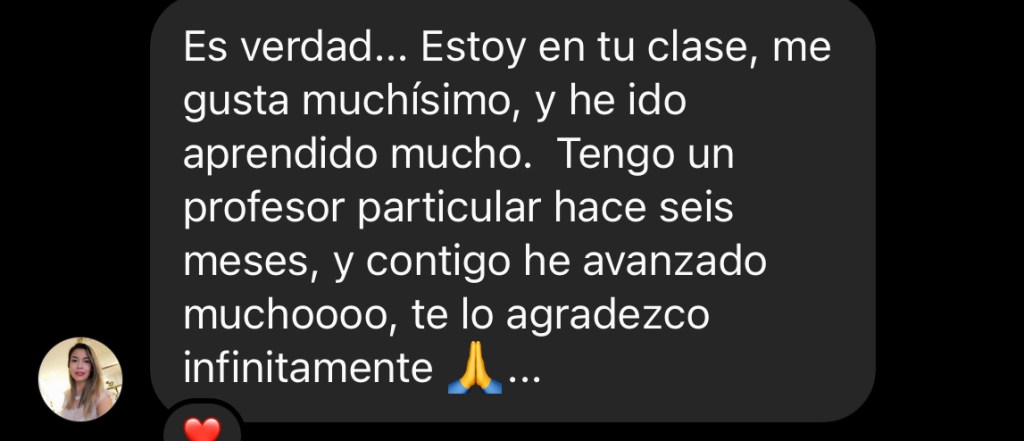 Es verdad... Estoy en tu clase, me
gusta muchísimo, y he ido
aprendido mucho.  Tengo un
profesor particular hace seis
meses, y contigo he avanzado
muchoooo, te lo agradezco
infinitamente 🙏...